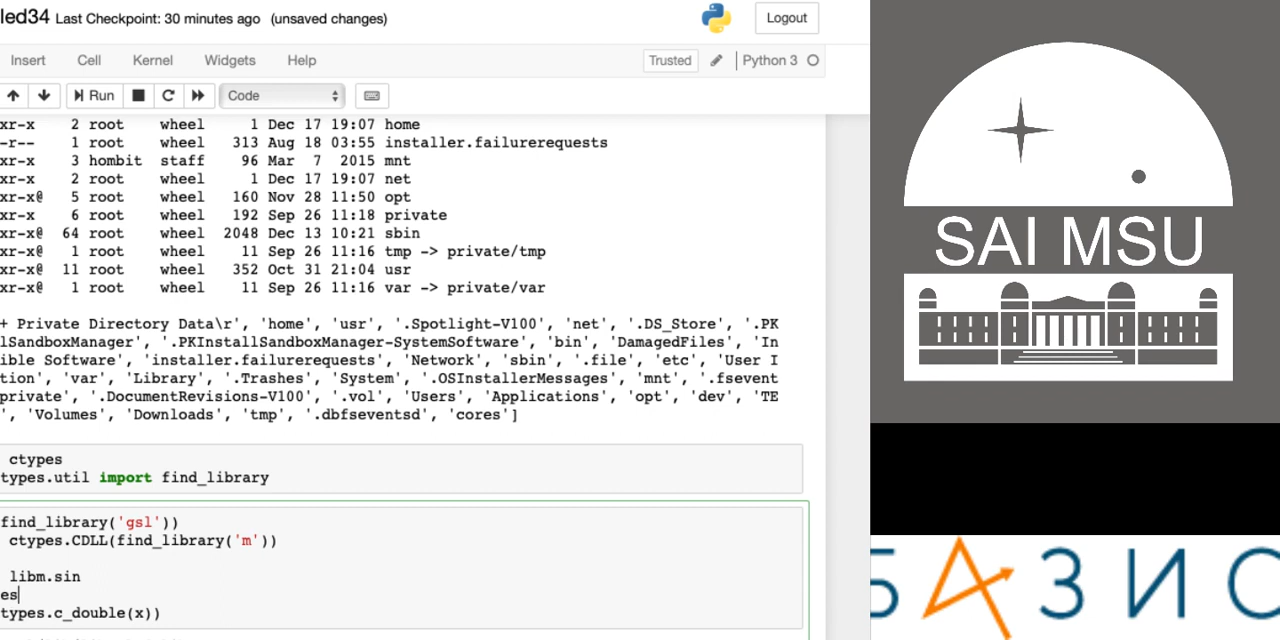 led34 Last Checkpoint: 30 minutes ago (unsaved changes)
Logout
Insert Cell Kernel Widgets Help
Trusted
Python 3
Run
Code
xr-x 2 root wheel 1 Dec 17 19:07 home
-r-- 1 root wheel 313 Aug 18 03:55 installer.failurerequests
xr-x 3 hombit staff 96 Mar 7 2015 mnt
xr-x 2 root wheel 1 Dec 17 19:07 net
xr-x@ 5 root wheel 160 Nov 28 11:50 opt
xr-x 6 root wheel 192 Sep 26 11:18 private
xr-x@ 64 root wheel 2048 Dec 13 10:21 sbin
xr-x@ 1 root wheel 11 Sep 26 11:16 tmp -> private/tmp
xr-x@ 11 root wheel 352 Oct 31 21:04 usr
xr-x@ 1 root wheel 11 Sep 26 11:16 var -> private/var
+ Private Directory Data\r', 'home', 'usr', '.Spotlight-V100', 'net', '.DS_Store', '.PK
lSandboxManager', '.PKInstallSandboxManager-SystemSoftware', 'bin', 'DamagedFiles', 'In
ible Software', 'installer.failurerequests', 'Network', 'sbin', '.file', 'etc', 'User I
tion', 'var', 'Library', '.Trashes', 'System', '.OSInstallerMessages', 'mnt', '.fsevent
private', '.DocumentRevisions-V100', '.vol', 'Users', 'Applications', 'opt', 'dev', 'TE
', 'Volumes', 'Downloads', 'tmp', '.dbfseventsd', 'cores']
ctypes
types.util import find_library
find_library('gsl'))
ctypes.CDLL(find_library('m'))
libm.sin
es
types.c_double(x))
SAI MSU
БАЗИС